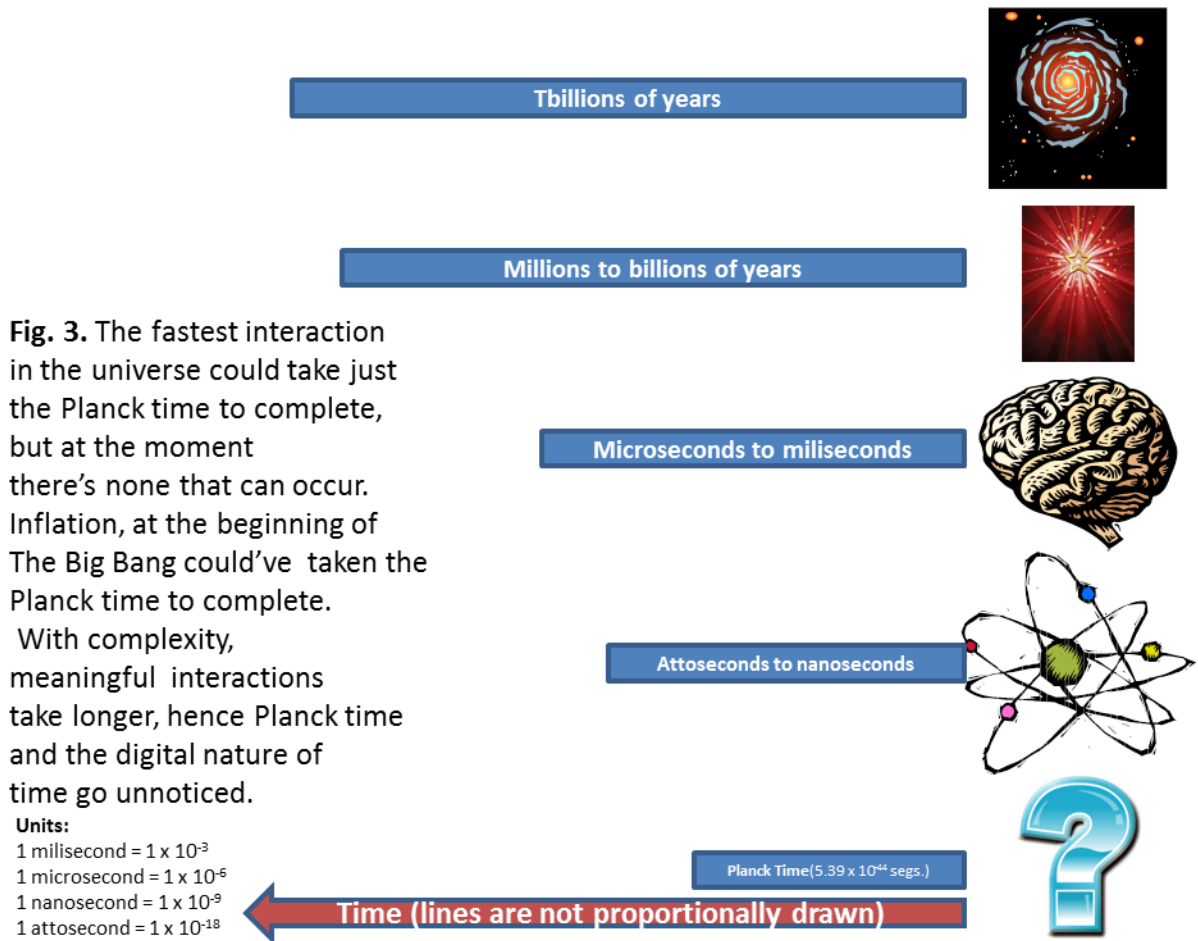 Tbillions of years
Millions to billions of years
Fig. 3. The fastest interaction
in the universe could take just
the Planck time to complete,
but at the moment
there's none that can occur.
Inflation, at the beginning of
The Big Bang could've taken the
Planck time to complete.
With complexity,
meaningful interactions
take longer, hence Planck time
and the digital nature of
time go unnoticed.
Microseconds to miliseconds
Attoseconds to nanoseconds
Units:
1 milisecond = 1 x 10⁻³
1 microsecond = 1 x 10⁻⁶
1 nanosecond = 1 x 10⁻⁹
1 attosecond = 1 x 10⁻¹⁸
Planck Time(5.39 x 10⁻⁴⁴ segs.)
Time (lines are not proportionally drawn)